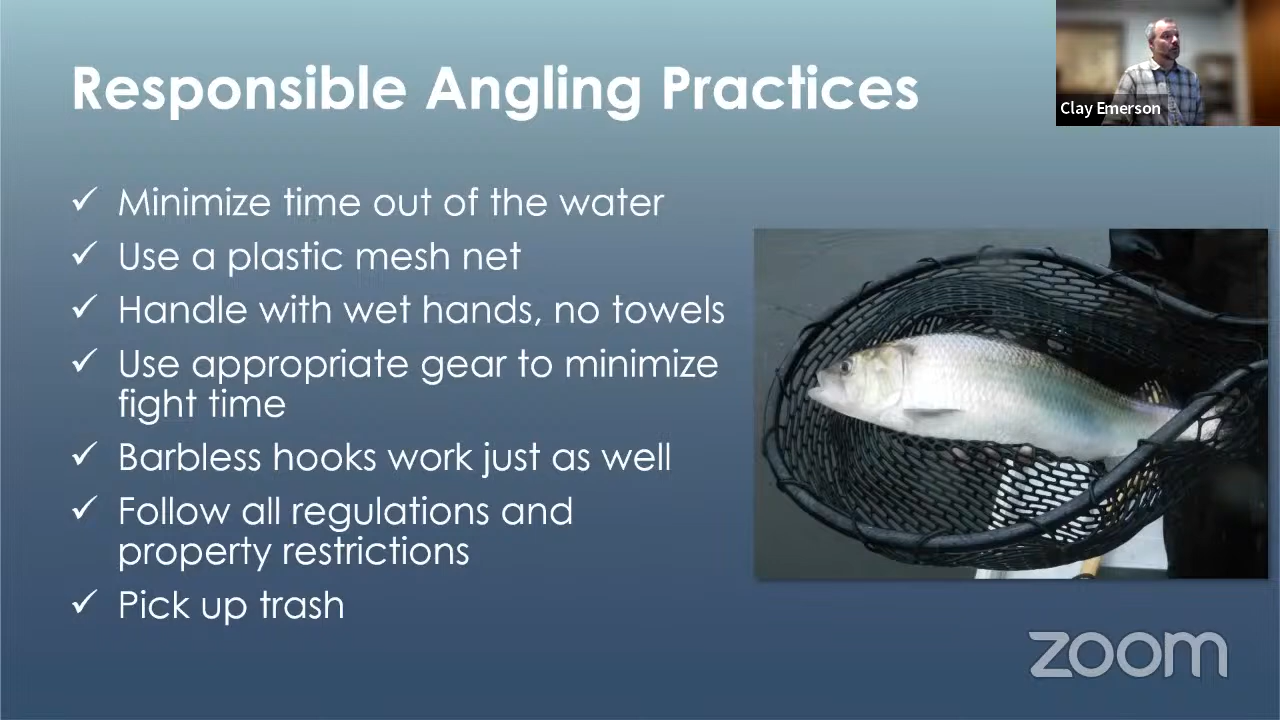 Responsible Angling Practices
Clay Emerson
✓ Minimize time out of the water
✓ Use a plastic mesh net
✓ Handle with wet hands, no towels
✓ Use appropriate gear to minimize
fight time
✓ Barbless hooks work just as well
✓ Follow all regulations and
property restrictions
✓ Pick up trash
zoom